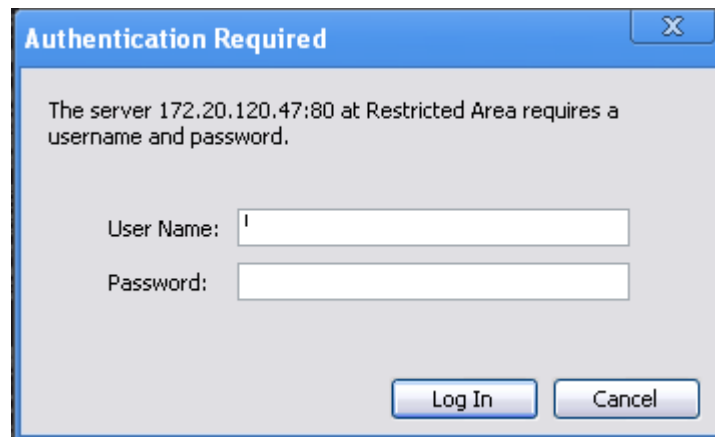 Authentication Required
The server 172.20.120.47:80 at Restricted Area requires a
username and password.
User Name:
Password:
Log In
Cancel